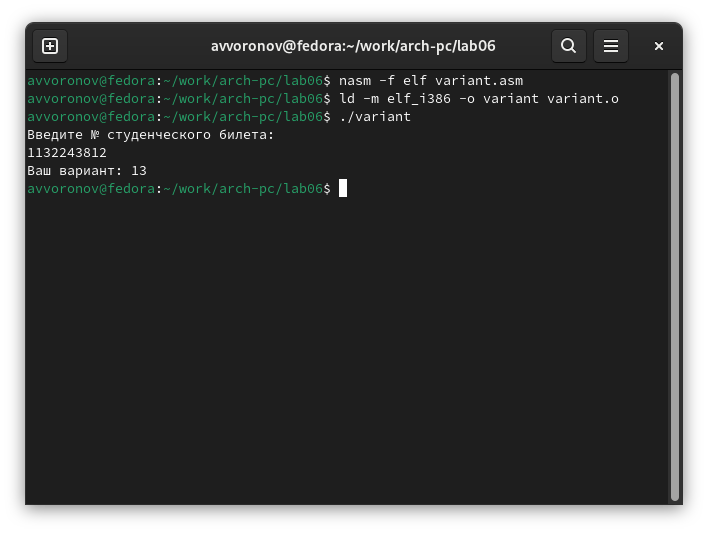 avvoronov@fedora:~/work/arch-pc/lab06
avvoronov@fedora:~/work/arch-pc/lab06$ nasm -f elf variant.asm
avvoronov@fedora:~/work/arch-pc/lab06$ ld -m elf_i386 -o variant variant.o
avvoronov@fedora:~/work/arch-pc/lab06$ ./variant
Введите № студенческого билета:
1132243812
Ваш вариант: 13
avvoronov@fedora:~/work/arch-pc/lab06$